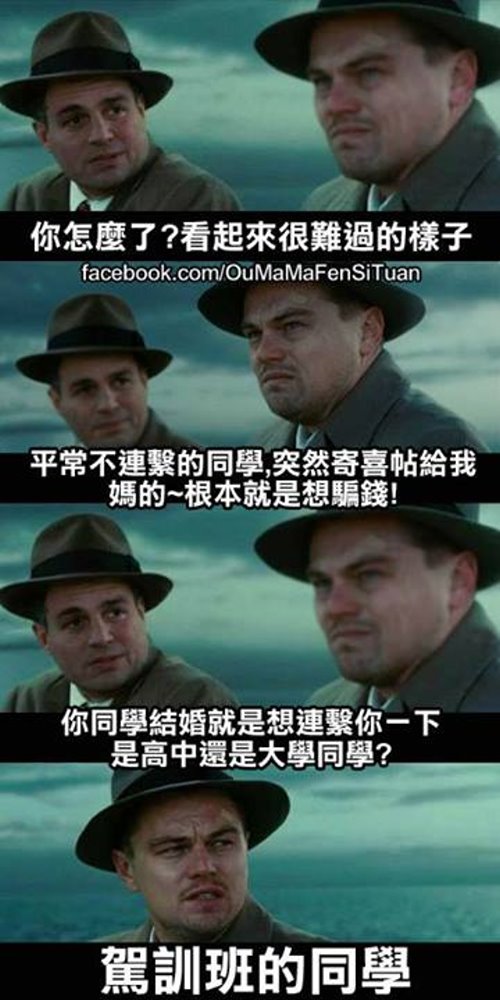 你怎麼了?看起來很難過的樣子
facebook.com/OuMaMaFenSiTuan
平常不連繫的同學,突然寄喜帖給我
媽的~根本就是想騙錢!
你同學結婚就是想連繫你一下
是高中還是大學同學?
駕訓班的同學